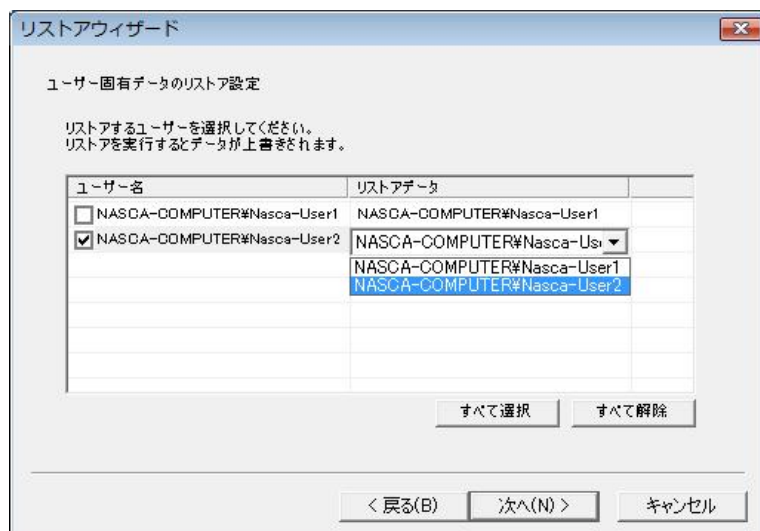 リストアウィザード
ユーザー固有データのリストア設定
リストアするユーザーを選択してください。
リストアを実行するとデータが上書きされます。
ユーザー名 リストアデータ
NASCA-COMPUTER¥Nasca-User1 NASCA-COMPUTER¥Nasca-User1
NASCA-COMPUTER¥Nasca-User2 NASCA-COMPUTER¥Nasca-Us
NASCA-COMPUTER¥Nasca-User1
NASCA-COMPUTER¥Nasca-User2
すべて選択 すべて解除
< 戻る(B) 次へ(N) > キャンセル